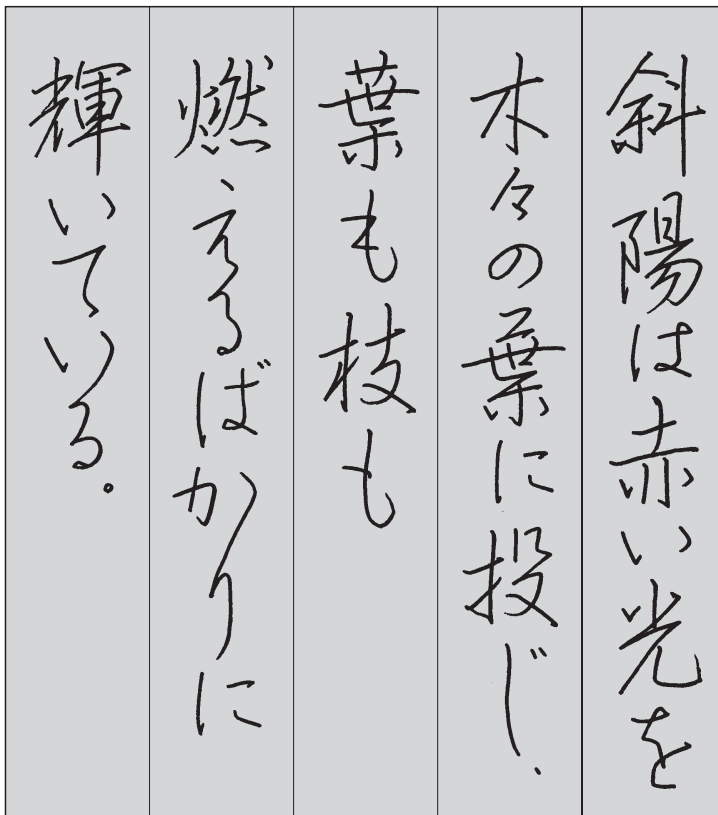 斜陽は赤い光を
木々の葉に投じ、
葉も枝も
燃えるばかりに
輝いている。